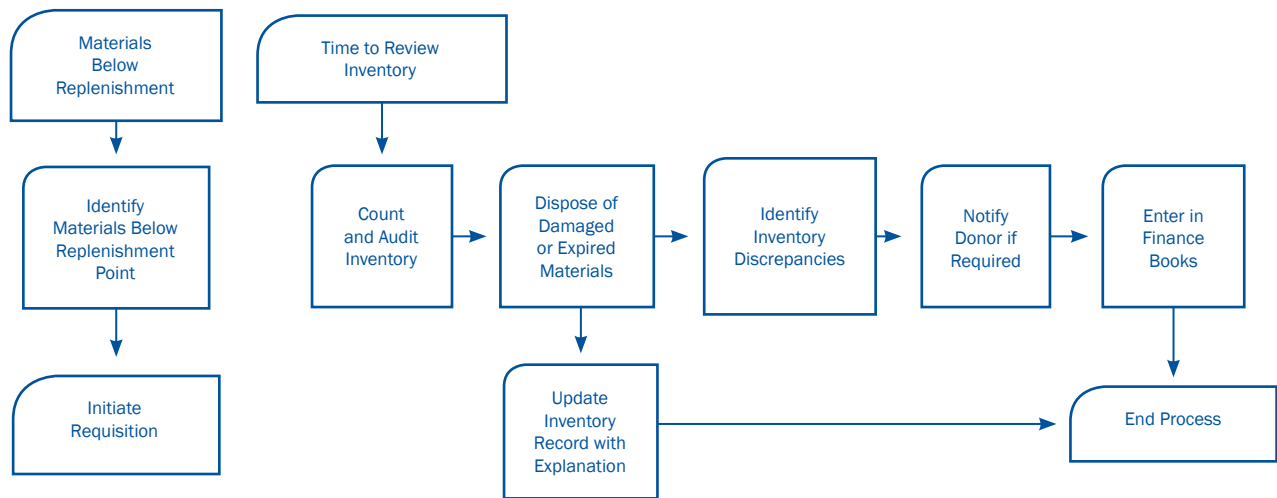 Materials
Below
Replenishment
Identify
Materials Below
Replenishment
Point
Initiate
Requisition
Time to Review
Inventory
Count
and Audit
Inventory
Dispose of
Damaged
or Expired
Materials
Identify
Inventory
Discrepancies
Notify
Donor if
Required
Enter in
Finance
Books
Update
Inventory
Record with
Explanation
End Process